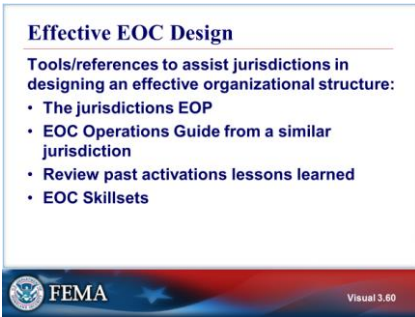 Effective EOC Design
Tools/references to assist jurisdictions in
designing an effective organizational structure:
• The jurisdictions EOP
• EOC Operations Guide from a similar
jurisdiction
• Review past activations lessons learned
• EOC Skillsets
FEMA
Visual 3.60